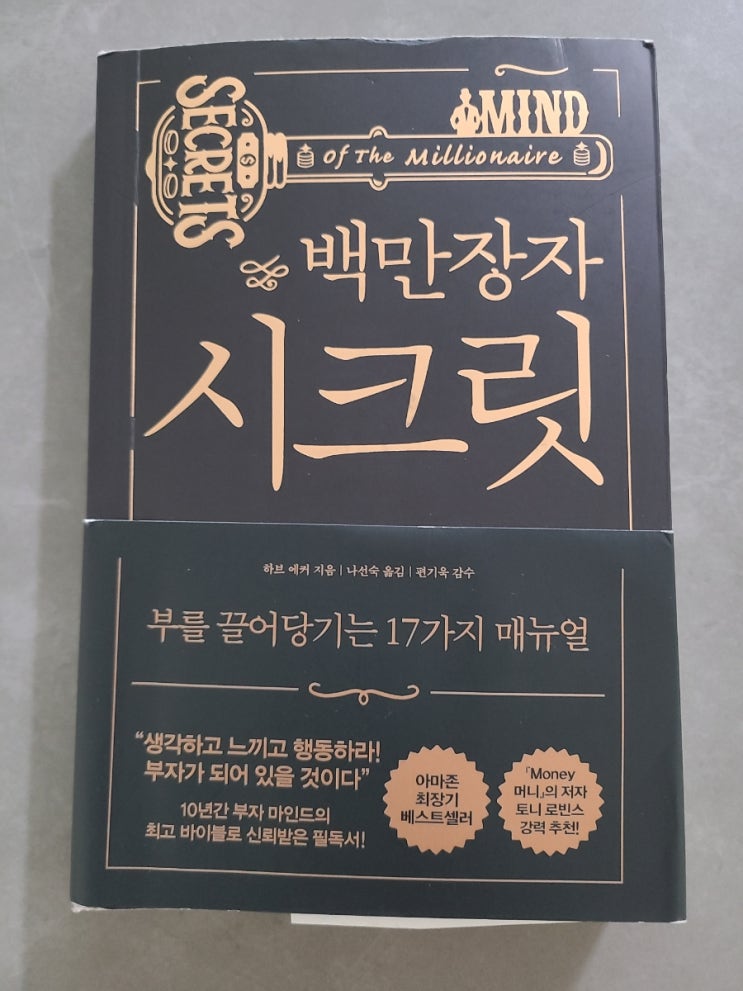 SECRETS
MIND
Of The Millionaire
백만장자
시크릿
하브 에커 지음 | 나선숙 옮김 | 편기욱 감수
부를 끌어당기는 17가지 매뉴얼
“생각하고 느끼고 행동하라!
부자가 되어 있을 것이다”
10년간 부자 마인드의
최고 바이블로 신뢰받은 필독서!
아마존
최장기
베스트셀러
『Money
머니』의 저자
토니 로빈스
강력 추천!